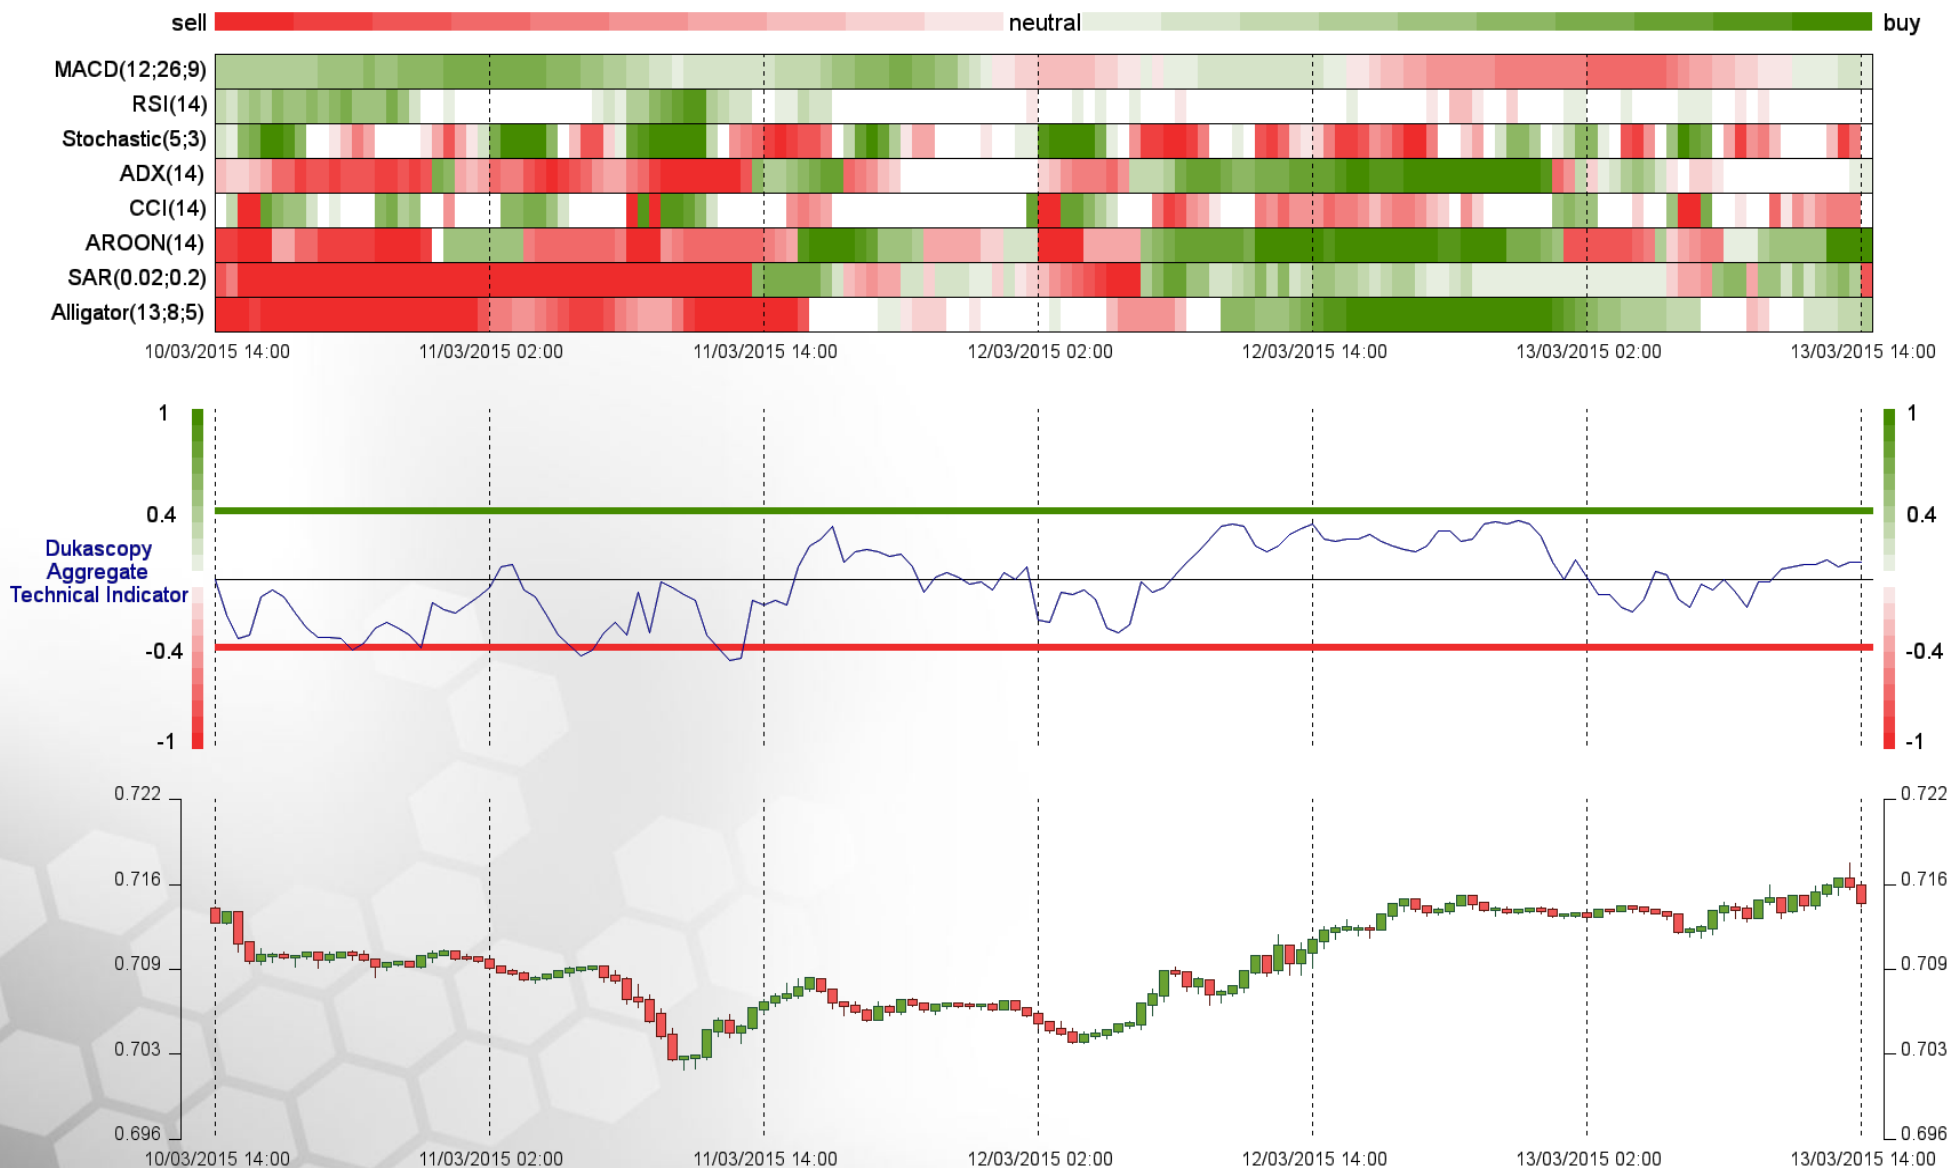 sell neutral buy
MACD(12;26;9)
RSI(14)
Stochastic(5;3)
ADX(14)
CCI(14)
AROON(14)
SAR(0.02;0.2)
Alligator(13;8;5)
10/03/2015 14:00 11/03/2015 02:00 11/03/2015 14:00 12/03/2015 02:00 12/03/2015 14:00 13/03/2015 02:00 13/03/2015 14:00
1 1
0.4 0.4
Dukascopy
Aggregate
Technical Indicator
-0.4 -0.4
-1 -1
0.722 0.722
0.716 0.716
0.709 0.709
0.703 0.703
0.696 0.696
10/03/2015 14:00 11/03/2015 02:00 11/03/2015 14:00 12/03/2015 02:00 12/03/2015 14:00 13/03/2015 02:00 13/03/2015 14:00